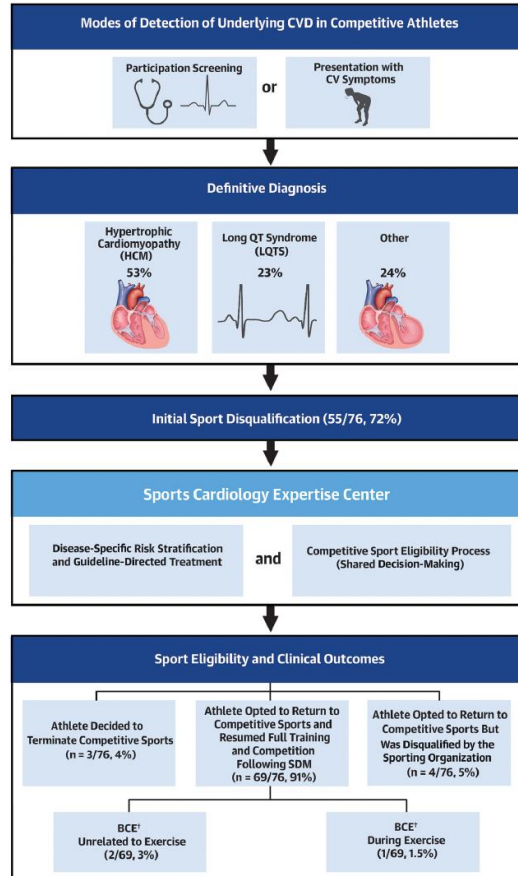 Modes of Detection of Underlying CVD in Competitive Athletes
Participation Screening
or
Presentation with
CV Symptoms
Definitive Diagnosis
Hypertrophic
Cardiomyopathy
(HCM)
53%
Long QT Syndrome
(LQTS)
23%
Other
24%
Initial Sport Disqualification (55/76, 72%)
Sports Cardiology Expertise Center
Disease-Specific Risk Stratification
and Guideline-Directed Treatment
and
Competitive Sport Eligibility Process
(Shared Decision-Making)
Sport Eligibility and Clinical Outcomes
Athlete Decided to
Terminate Competitive Sports
(n = 3/76, 4%)
Athlete Opted to Return to
Competitive Sports and
Resumed Full Training
and Competition
Following SDM
(n = 69/76, 91%)
Athlete Opted to Return to
Competitive Sports But
Was Disqualified by the
Sporting Organization
(n = 4/76, 5%)
BCE†
Unrelated to Exercise
(2/69, 3%)
BCE†
During Exercise
(1/69, 1.5%)